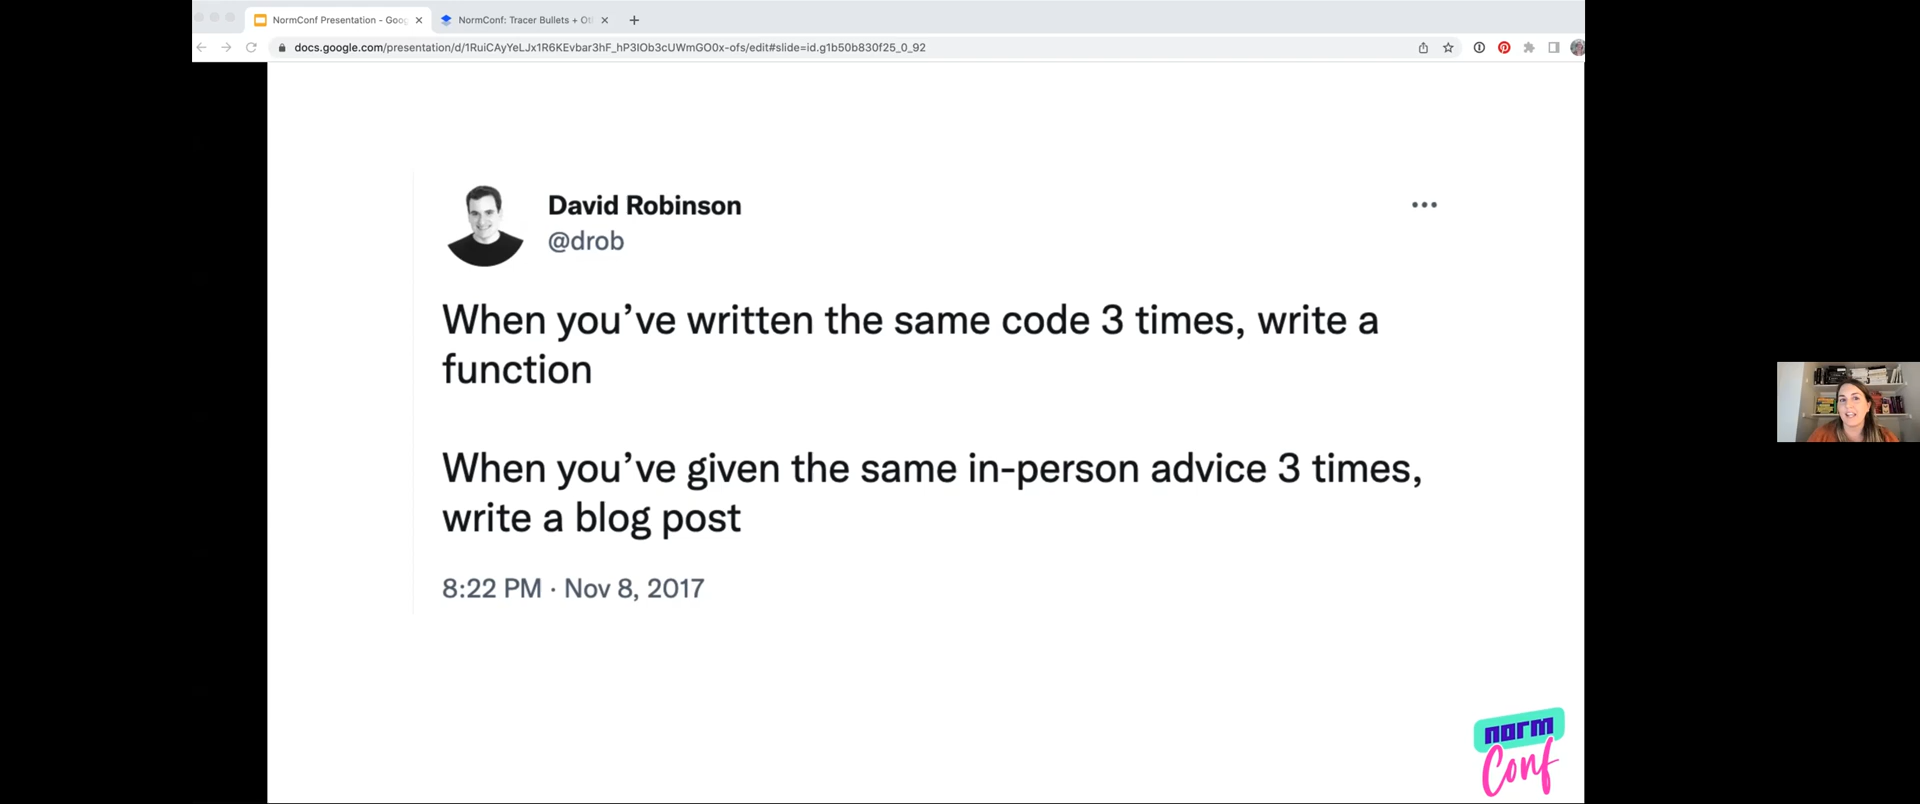 NormConf Presentation - Goog
NormConf: Tracer Bullets + Ot
docs.google.com/presentation/d/1RuiCAyYeLJx1R6KEvbar3hF_hP3IOb3cUWmGO0x-ofs/edit#slide=id.g1b50b830f25_0_92
David Robinson
@drob
When you’ve written the same code 3 times, write a
function
When you’ve given the same in-person advice 3 times,
write a blog post
8:22 PM · Nov 8, 2017
norm
Conf